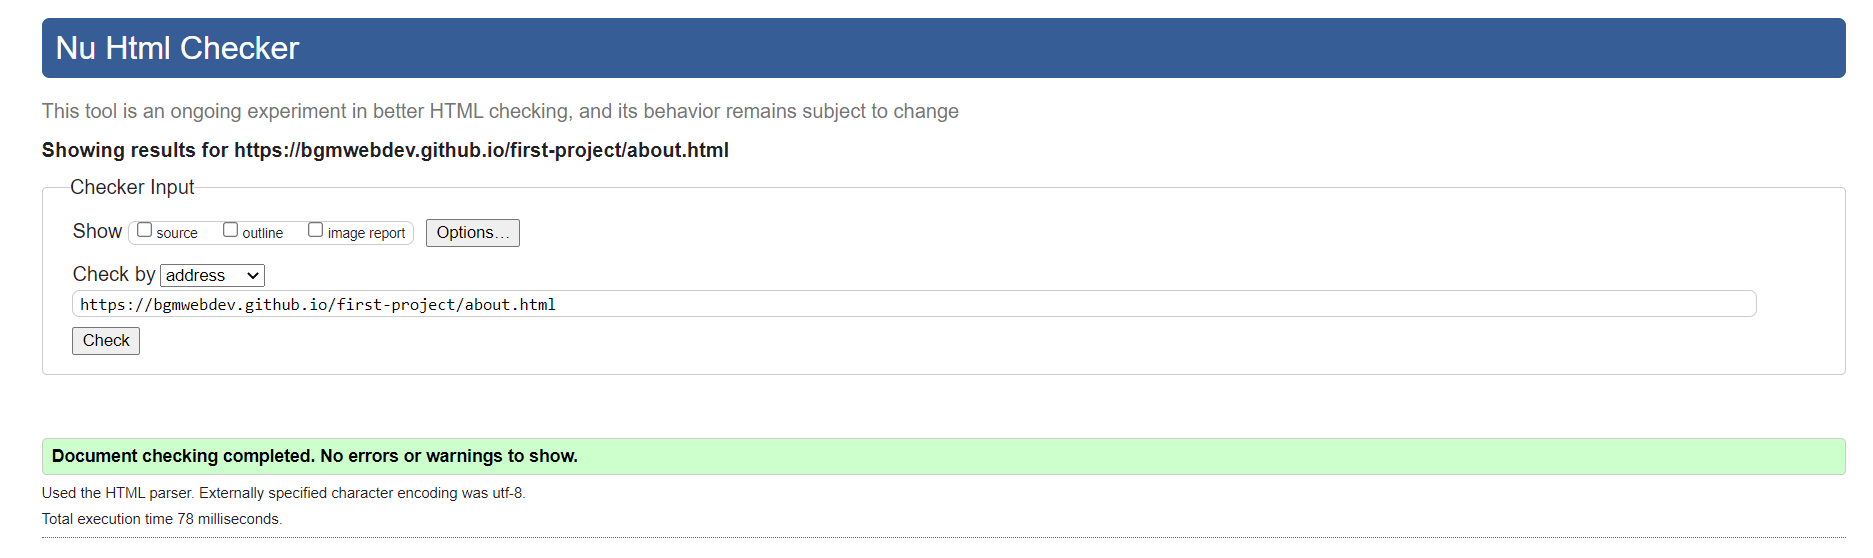 Nu Html Checker
This tool is an ongoing experiment in better HTML checking, and its behavior remains subject to change
Showing results for https://bgmwebdev.github.io/first-project/about.html
Checker Input
Show source outline image report Options...
Check by address
https://bgmwebdev.github.io/first-project/about.html
Check
Document checking completed. No errors or warnings to show.
Used the HTML parser. Externally specified character encoding was utf-8.
Total execution time 78 milliseconds.